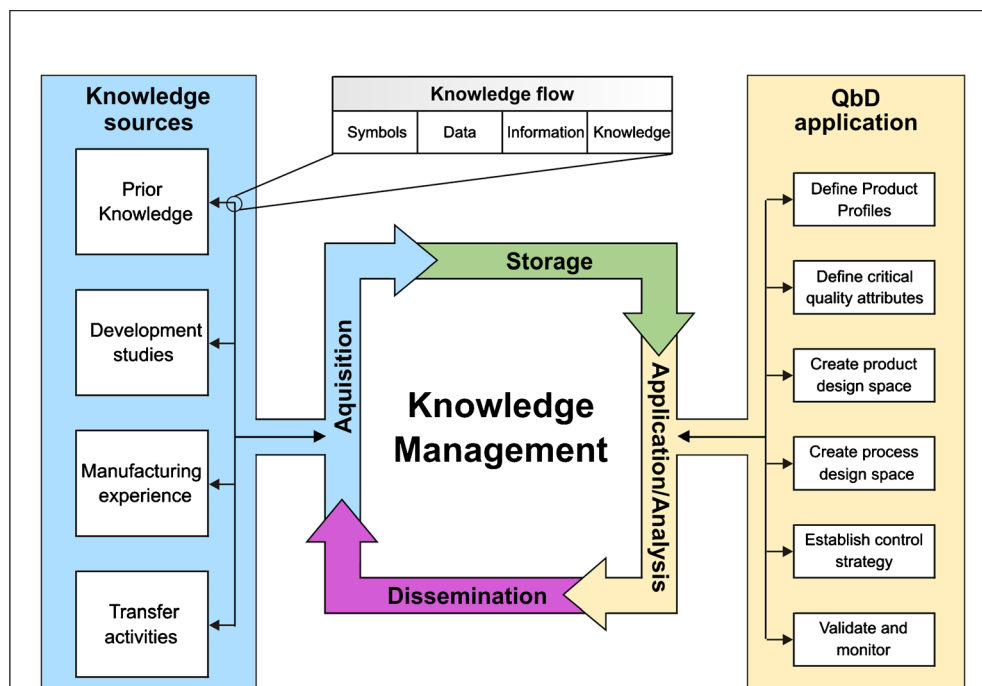 Knowledge
sources
Prior
Knowledge
Development
studies
Manufacturing
experience
Transfer
activities
Knowledge flow
Symbols
Data
Information
Knowledge
Aquisition
Storage
Application/Analysis
Dissemination
Knowledge
Management
QbD
application
Define Product
Profiles
Define critical
quality attributes
Create product
design space
Create process
design space
Establish control
strategy
Validate and
monitor